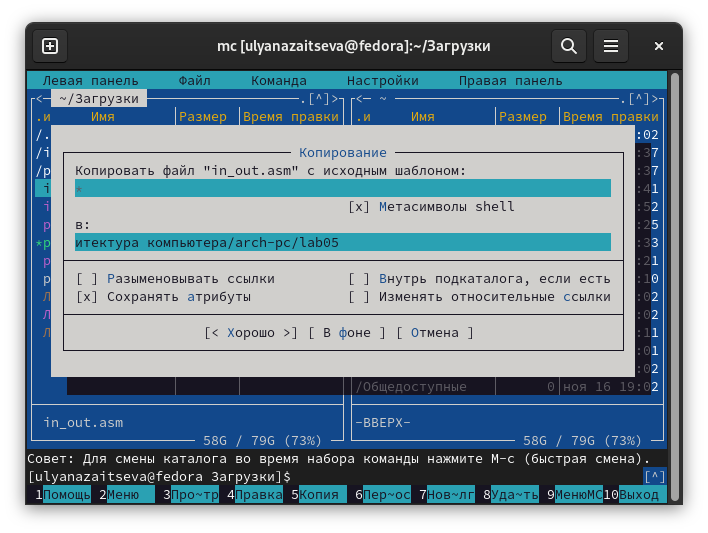 mc [ulyanazaitseva@fedora]:~/Загрузки
Левая панель Файл Команда Настройки Правая панель
<─ ~/Загрузки .[^]> <─ ~ .[^]>
.и Имя Размер Время правки .и Имя Размер Время правки
/. :02
/i :37
Копирование
/p :37
Копировать файл "in_out.asm" с исходным шаблоном:
i :41
*
i [x] Метасимволы shell :52
р в: :25
*p итектура компьютера/arch-pc/lab05 :33
р :21
р [ ] Разыменовывать ссылки [ ] Внутрь подкаталога, если есть :10
Л [x] Сохранять атрибуты [ ] Изменять относительные ссылки :02
Л :02
Л [< Хорошо >] [ В фоне ] [ Отмена ] :11
:01
:02
/Общедоступные 0 ноя 16 19:02
in_out.asm -ВВЕРХ-
58G / 79G (73%) 58G / 79G (73%)
Совет: Для смены каталога во время набора команды нажмите M-c (быстрая смена).
[ulyanazaitseva@fedora Загрузки]$ [^]
1Помощь 2Меню 3Про~тр 4Правка 5Копия 6Пер~ос 7Нов~лг 8Уда~ть 9МенюMC 10Выход